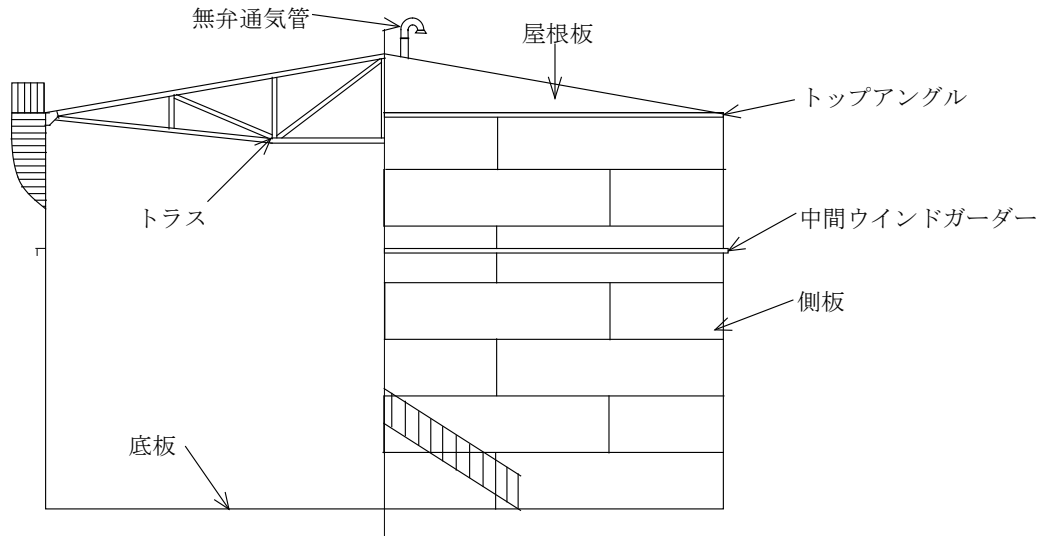 無弁通気管
屋根板
トップアングル
トラス
中間ウインドガーダー
側板
底板